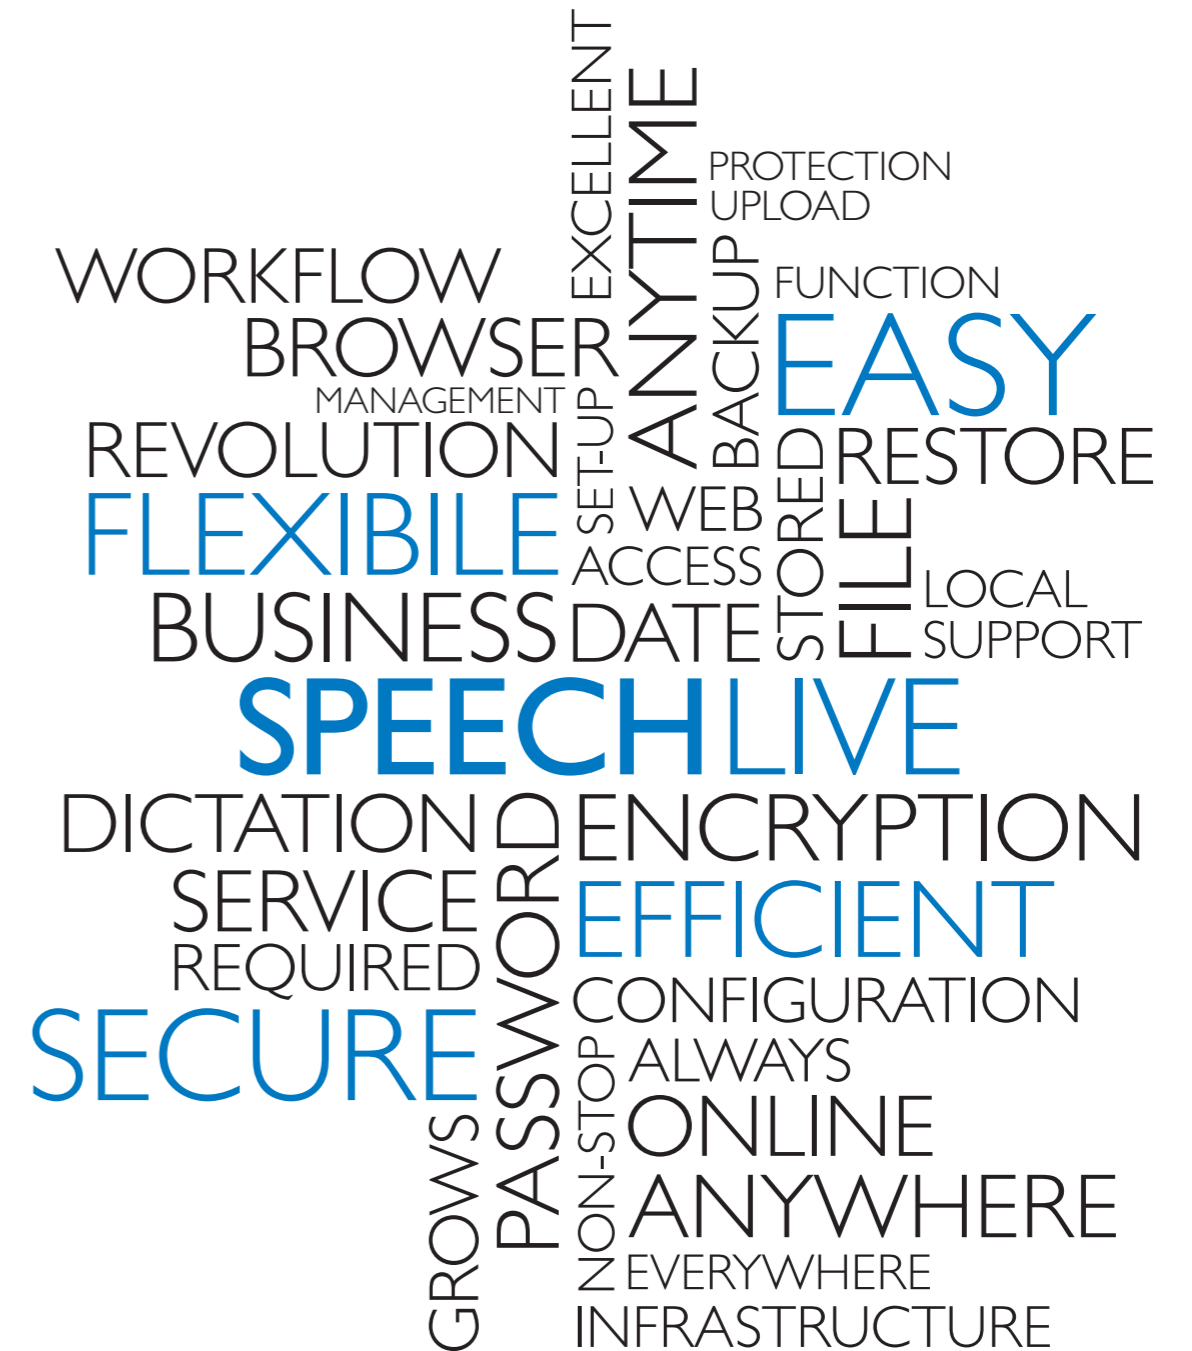 EXCELLENT
ANYTIME
PROTECTION
UPLOAD
WORKFLOW
BACKUP
FUNCTION
BROWSER
EASY
MANAGEMENT
SET-UP
REVOLUTION
STORED
RESTORE
FLEXIBILE
WEB
FILE
ACCESS
LOCAL
BUSINESS
DATE
SUPPORT
SPEECHLIVE
DICTATION
PASSWORD
ENCRYPTION
SERVICE
EFFICIENT
REQUIRED
CONFIGURATION
SECURE
NON-STOP
ALWAYS
ONLINE
GROWS
ANYWHERE
EVERYWHERE
INFRASTRUCTURE